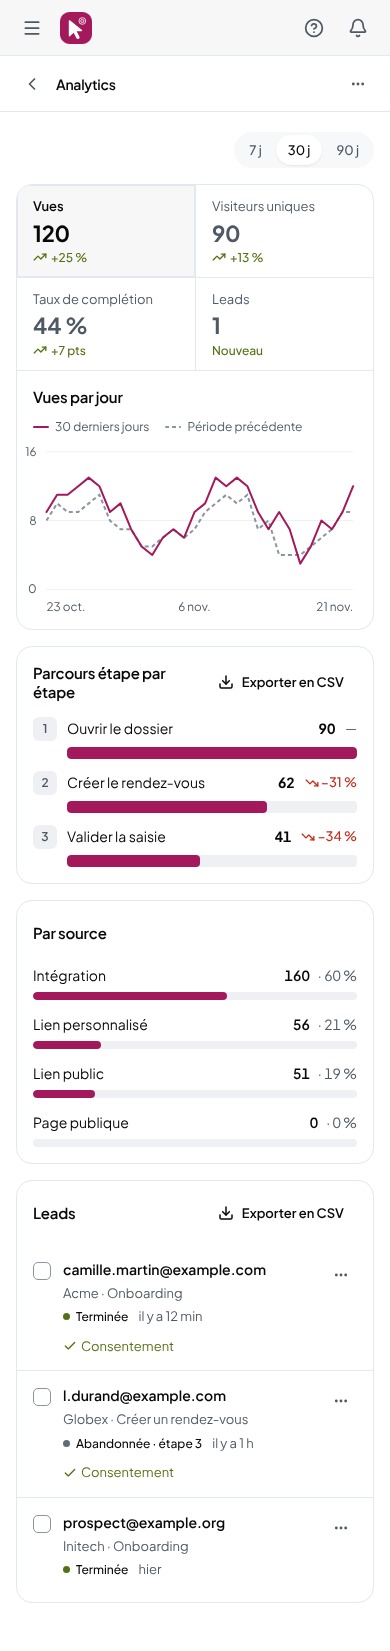 Analytics
7 j 30 j 90 j
Vues
120
+25 %
Visiteurs uniques
90
+13 %
Taux de complétion
44 %
+7 pts
Leads
1
Nouveau
Vues par jour
30 derniers jours Période précédente
16
8
0
23 oct. 6 nov. 21 nov.
Parcours étape par
étape
Exporter en CSV
1 Ouvrir le dossier 90 —
2 Créer le rendez-vous 62 −31 %
3 Valider la saisie 41 −34 %
Par source
Intégration 160 · 60 %
Lien personnalisé 56 · 21 %
Lien public 51 · 19 %
Page publique 0 · 0 %
Leads Exporter en CSV
camille.martin@example.com
Acme · Onboarding
Terminée il y a 12 min
Consentement
l.durand@example.com
Globex · Créer un rendez-vous
Abandonnée · étape 3 il y a 1 h
Consentement
prospect@example.org
Initech · Onboarding
Terminée hier